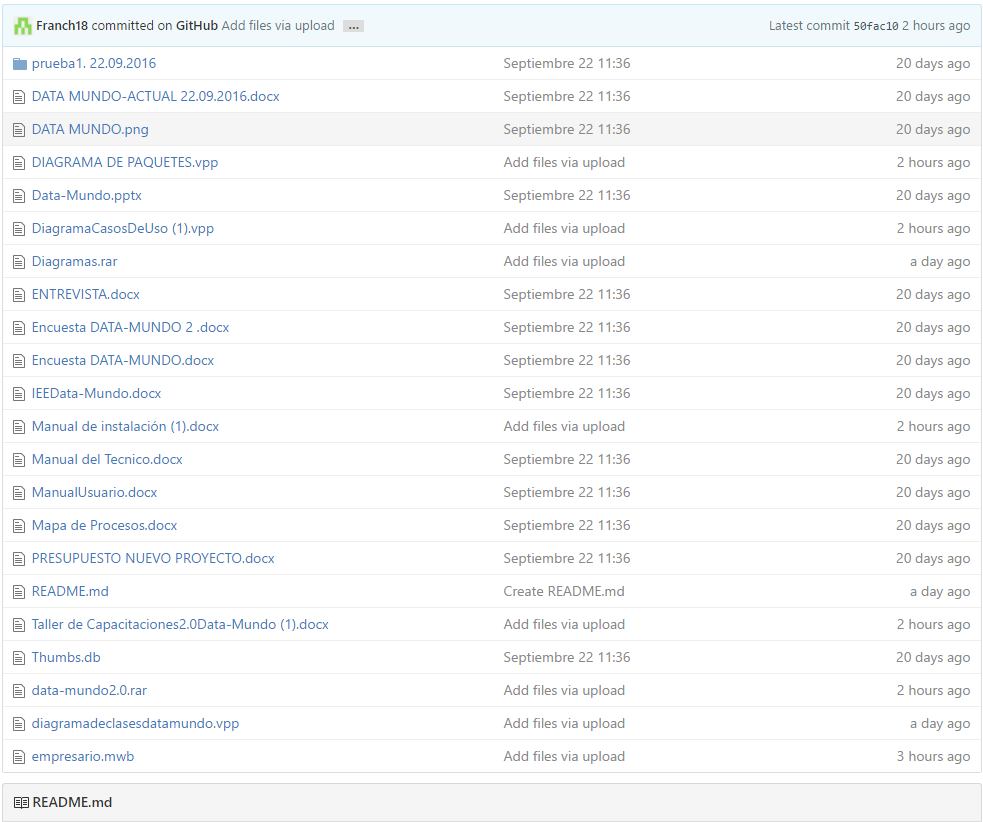 Franch18 committed on GitHub Add files via upload ... Latest commit 50fac10 2 hours ago
prueba1. 22.09.2016 Septiembre 22 11:36 20 days ago
DATA MUNDO-ACTUAL 22.09.2016.docx Septiembre 22 11:36 20 days ago
DATA MUNDO.png Septiembre 22 11:36 20 days ago
DIAGRAMA DE PAQUETES.vpp Add files via upload 2 hours ago
Data-Mundo.pptx Septiembre 22 11:36 20 days ago
DiagramaCasosDeUso (1).vpp Add files via upload 2 hours ago
Diagramas.rar Add files via upload a day ago
ENTREVISTA.docx Septiembre 22 11:36 20 days ago
Encuesta DATA-MUNDO 2 .docx Septiembre 22 11:36 20 days ago
Encuesta DATA-MUNDO.docx Septiembre 22 11:36 20 days ago
IEEData-Mundo.docx Septiembre 22 11:36 20 days ago
Manual de instalación (1).docx Add files via upload 2 hours ago
Manual del Tecnico.docx Septiembre 22 11:36 20 days ago
ManualUsuario.docx Septiembre 22 11:36 20 days ago
Mapa de Procesos.docx Septiembre 22 11:36 20 days ago
PRESUPUESTO NUEVO PROYECTO.docx Septiembre 22 11:36 20 days ago
README.md Create README.md a day ago
Taller de Capacitaciones2.0Data-Mundo (1).docx Add files via upload 2 hours ago
Thumbs.db Septiembre 22 11:36 20 days ago
data-mundo2.0.rar Add files via upload 2 hours ago
diagramadeclasesdatamundo.vpp Add files via upload a day ago
empresario.mwb Add files via upload 3 hours ago
README.md